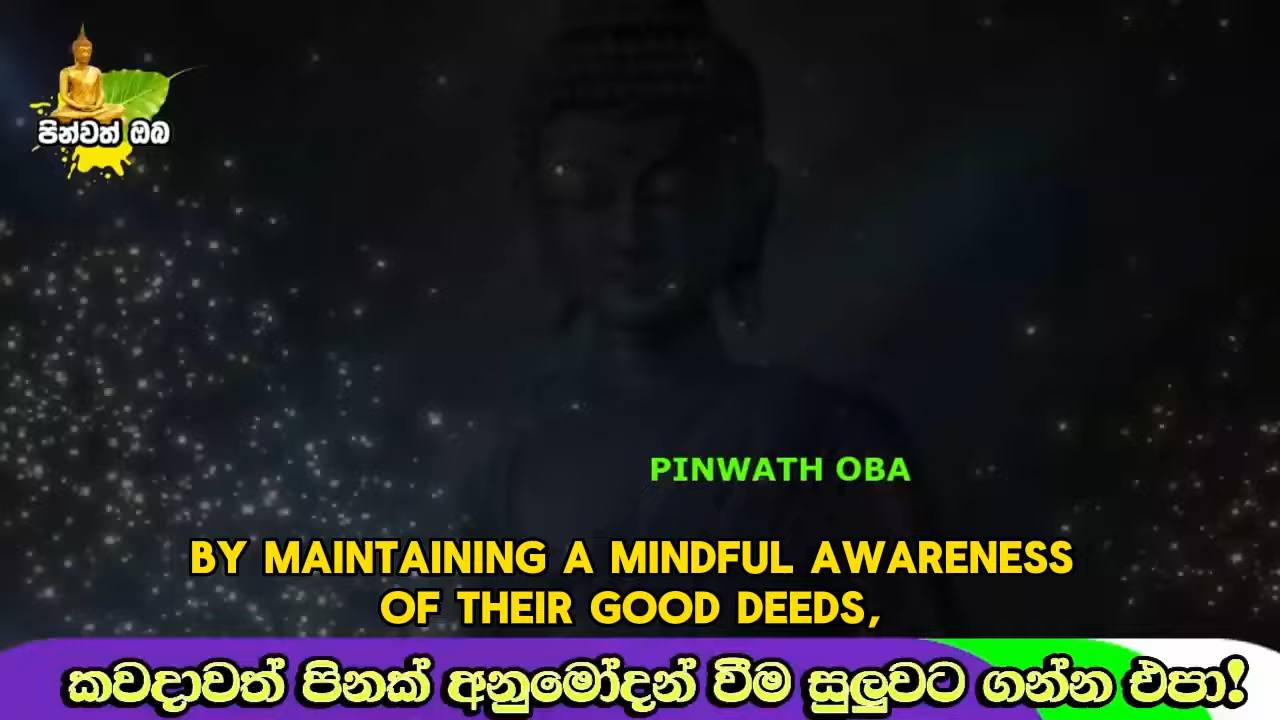 පින්වත් ඔබ
PINWATH OBA
BY MAINTAINING A MINDFUL AWARENESS
OF THEIR GOOD DEEDS,
කවදාවත් පිනක් අනුමෝදන් වීම සුලුවට ගන්න එපා!